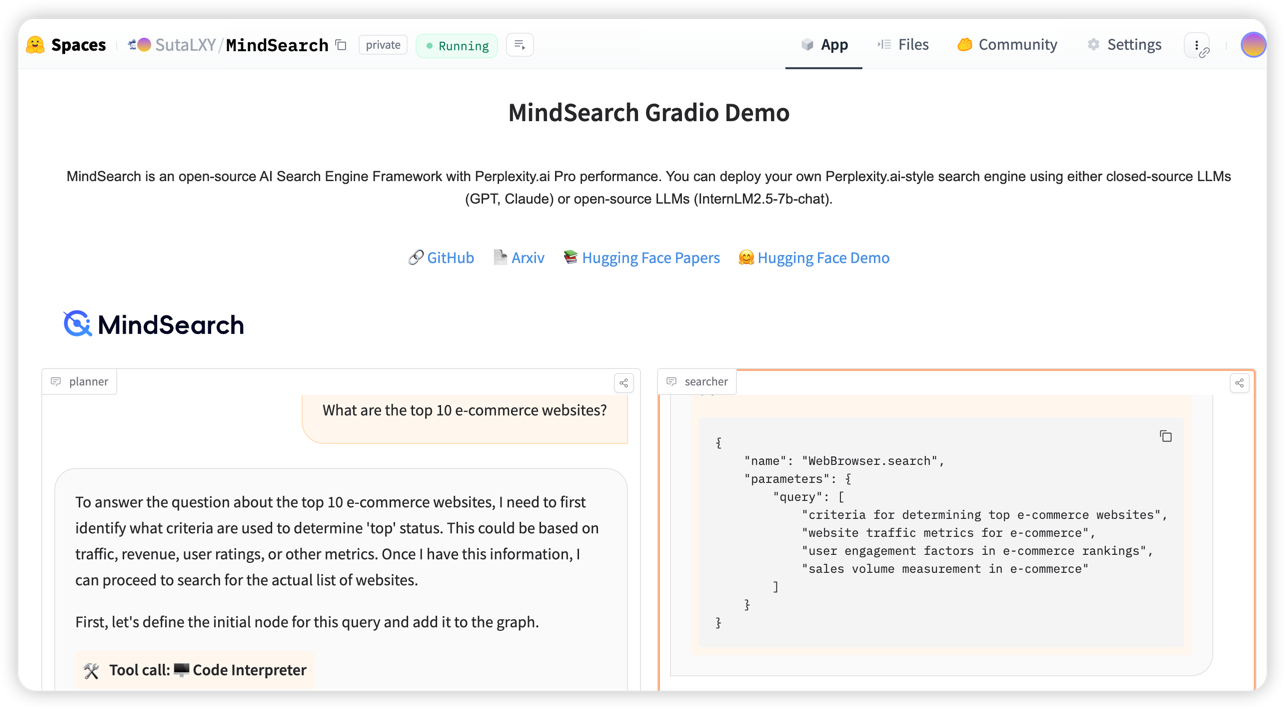 Spaces SutaLXY/MindSearch private Running App Files Community Settings
MindSearch Gradio Demo
MindSearch is an open-source AI Search Engine Framework with Perplexity.ai Pro performance. You can deploy your own Perplexity.ai-style search engine using either closed-source LLMs
(GPT, Claude) or open-source LLMs (InternLM2.5-7b-chat).
GitHub Arxiv Hugging Face Papers Hugging Face Demo
MindSearch
planner
What are the top 10 e-commerce websites?
To answer the question about the top 10 e-commerce websites, I need to first
identify what criteria are used to determine 'top' status. This could be based on
traffic, revenue, user ratings, or other metrics. Once I have this information, I
can proceed to search for the actual list of websites.
First, let's define the initial node for this query and add it to the graph.
Tool call: Code Interpreter
searcher
{
"name": "WebBrowser.search",
"parameters": {
"query": [
"criteria for determining top e-commerce websites",
"website traffic metrics for e-commerce",
"user engagement factors in e-commerce rankings",
"sales volume measurement in e-commerce"
]
}
}